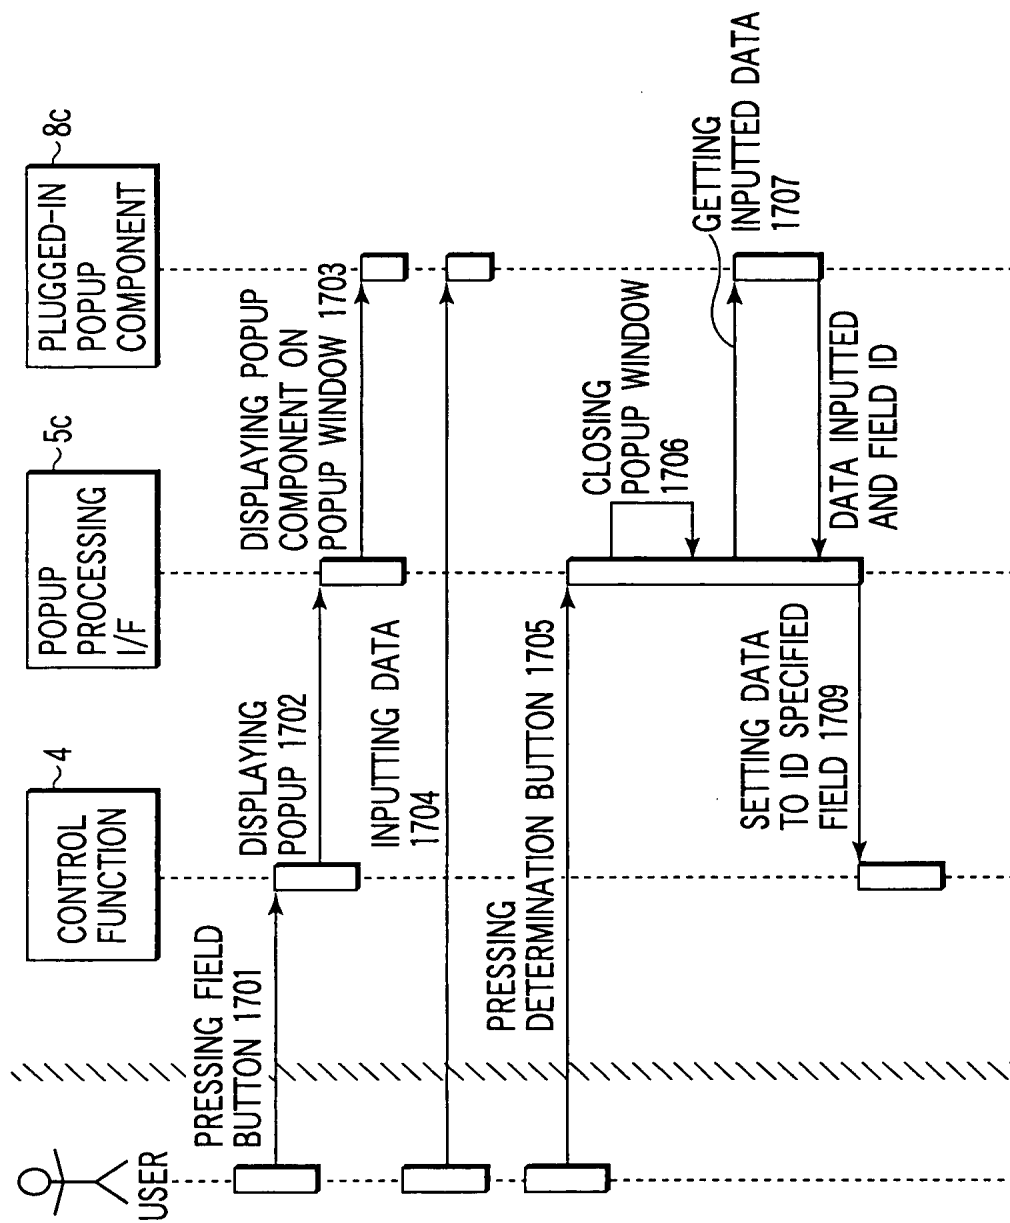 USER
CONTROL
FUNCTION
4
POPUP
PROCESSING
I/F
5c
PLUGGED-IN
POPUP
COMPONENT
8c
PRESSING FIELD
BUTTON 1701
DISPLAYING
POPUP 1702
DISPLAYING POPUP
COMPONENT ON
POPUP WINDOW 1703
INPUTTING DATA
1704
PRESSING
DETERMINATION BUTTON 1705
CLOSING
POPUP WINDOW
1706
GETTING
INPUTTED DATA
1707
DATA INPUTTED
AND FIELD ID
SETTING DATA
TO ID SPECIFIED
FIELD 1709